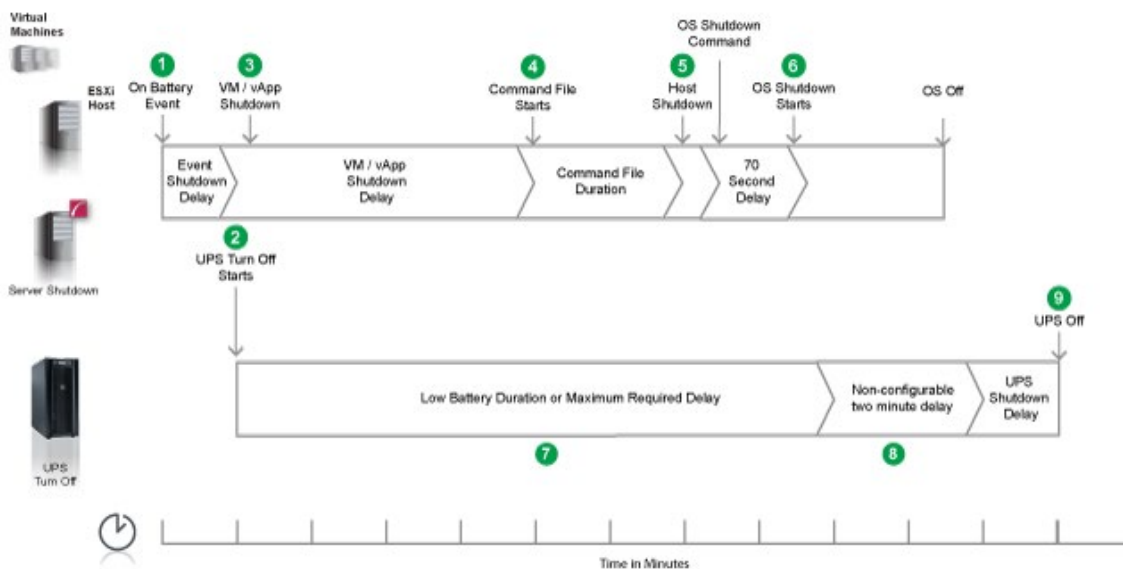 Virtual
Machines
ESXi
Host
1
On Battery
Event
3
VM / vApp
Shutdown
4
Command File
Starts
5
Host
Shutdown
OS Shutdown
Command
6
OS Shutdown
Starts
OS Off
Event
Shutdown
Delay
VM / vApp
Shutdown
Delay
Command File
Duration
70
Second
Delay
Server Shutdown
2
UPS Turn Off
Starts
9
UPS Off
Low Battery Duration or Maximum Required Delay
Non-configurable
two minute delay
UPS
Shutdown
Delay
7
8
UPS
Turn Off
Time in Minutes